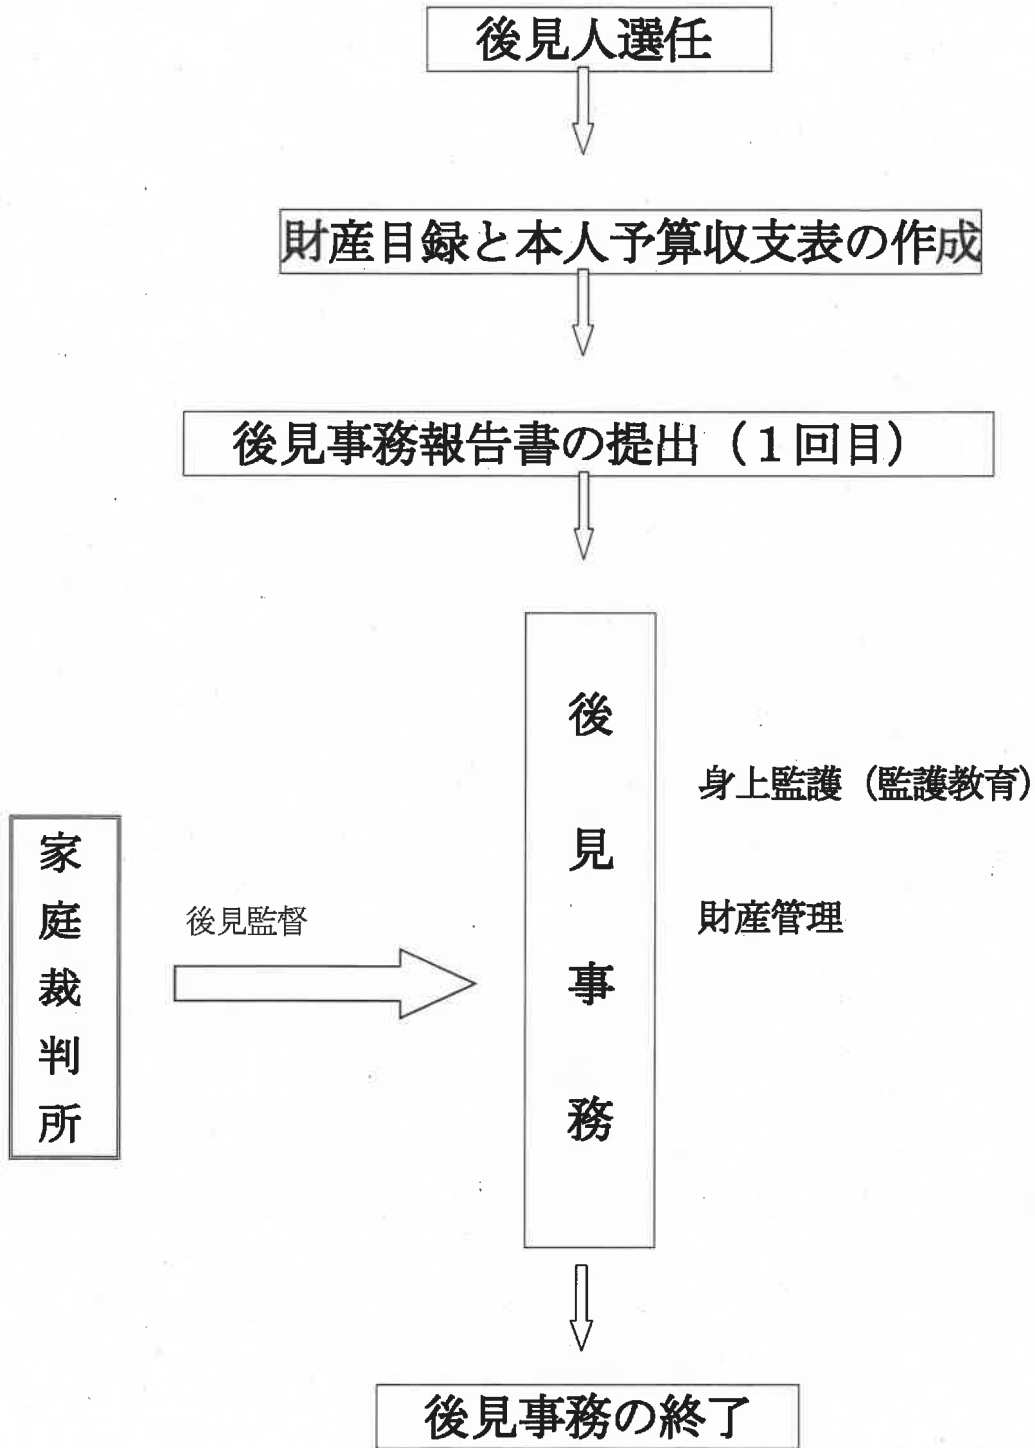 後見人選任
財産目録と本人予算収支表の作成
後見事務報告書の提出（１回目）
後見事務
身上監護（監護教育）
財産管理
家庭裁判所
後見監督
後見事務の終了